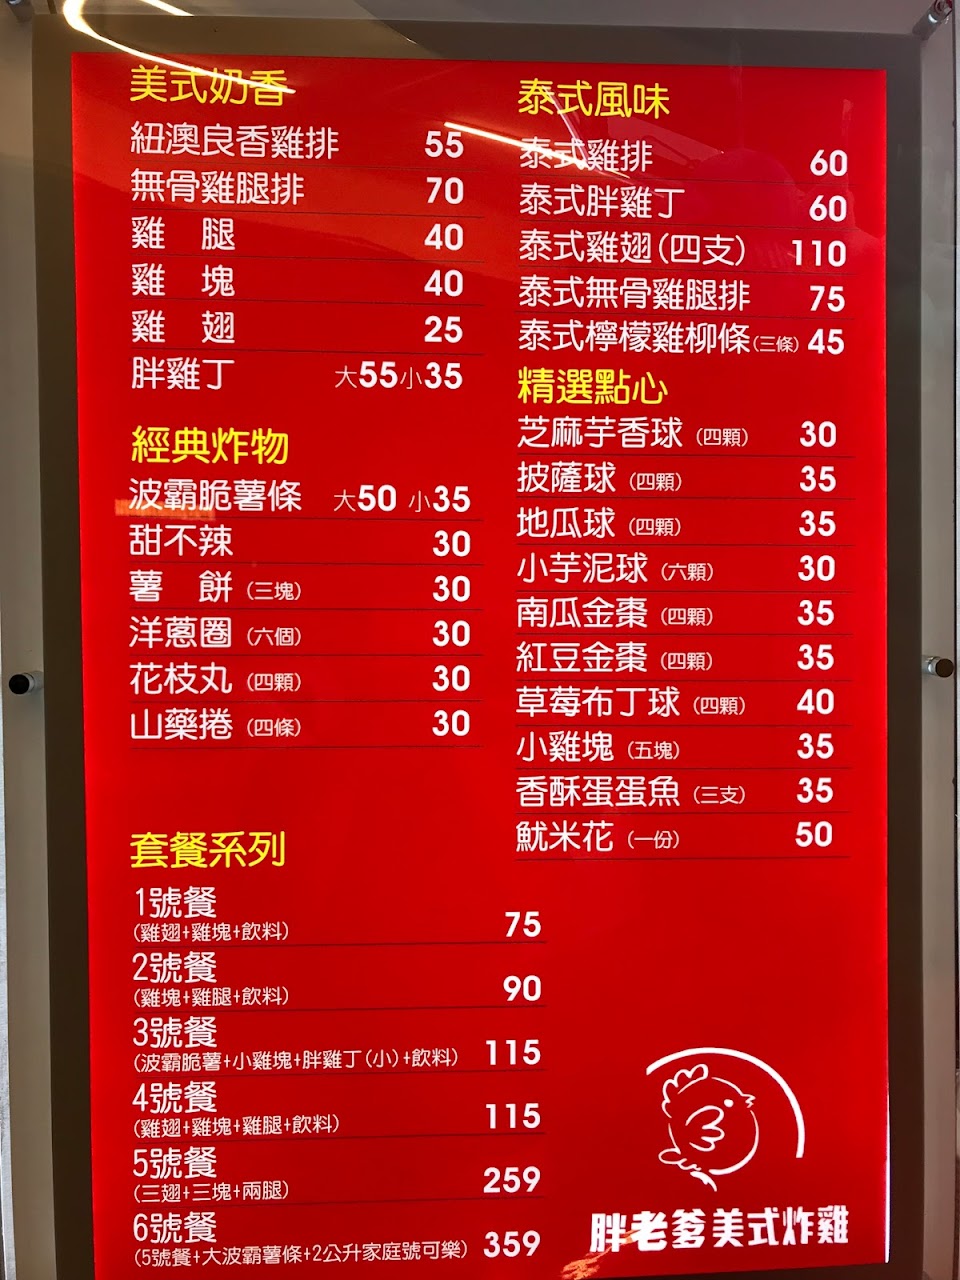 美式奶香
紐澳良香雞排 55
無骨雞腿排 70
雞 腿 40
雞 塊 40
雞 翅 25
胖雞丁 大55小35
經典炸物
波霸脆薯條 大50 小35
甜不辣 30
薯 餅 (三塊) 30
洋蔥圈 (六個) 30
花枝丸 (四顆) 30
山藥捲 (四條) 30
套餐系列
1號餐
(雞翅+雞塊+飲料) 75
2號餐
(雞塊+雞腿+飲料) 90
3號餐
(波霸脆薯+小雞塊+胖雞丁(小)+飲料) 115
4號餐
(雞翅+雞塊+雞腿+飲料) 115
5號餐
(三翅+三塊+兩腿) 259
6號餐
(5號餐+大波霸薯條+2公升家庭號可樂) 359
泰式風味
泰式雞排 60
泰式胖雞丁 60
泰式雞翅(四支) 110
泰式無骨雞腿排 75
泰式檸檬雞柳條(三條) 45
精選點心
芝麻芋香球 (四顆) 30
披薩球 (四顆) 35
地瓜球 (四顆) 35
小芋泥球 (六顆) 30
南瓜金棗 (四顆) 35
紅豆金棗 (四顆) 35
草莓布丁球 (四顆) 40
小雞塊 (五塊) 35
香酥蛋蛋魚 (三支) 35
魷米花 (一份) 50
胖老爹美式炸雞